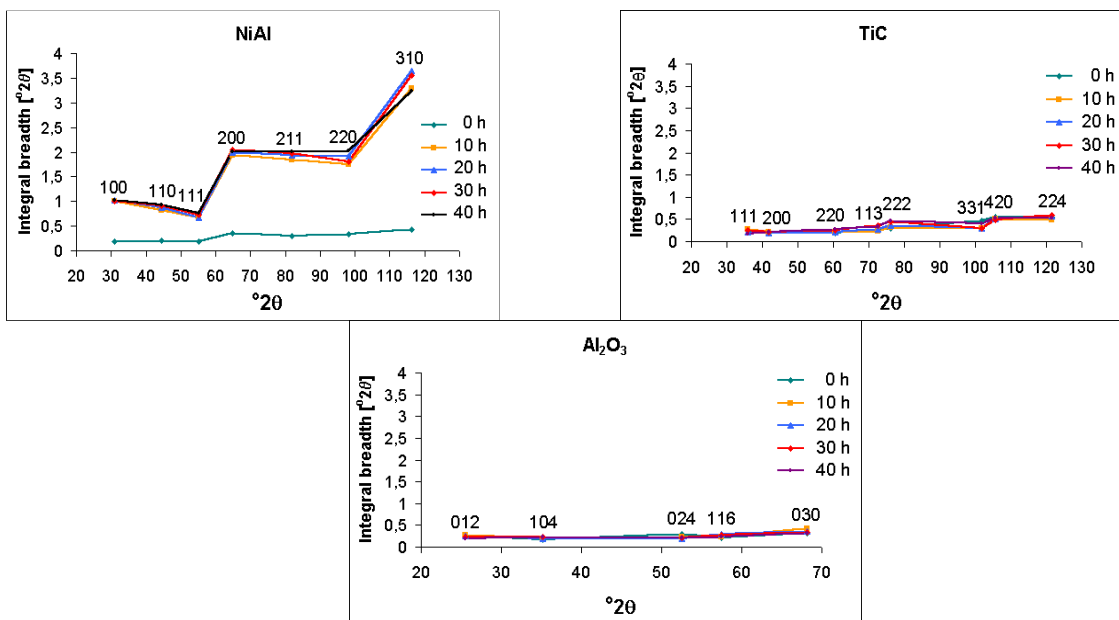 NiAl
Integral breadth [°2θ]
4
3,5
3
2,5
2
1,5
1
0,5
0
100
110
111
200
211
220
310
20 30 40 50 60 70 80 90 100 110 120
°2θ
0 h
10 h
20 h
30 h
40 h
TiC
Integral breadth [°2θ]
4
3,5
3
2,5
2
1,5
1
0,5
0
111
200
220
113
222
331
420
224
20 30 40 50 60 70 80 90 100 110 120 130
°2θ
0 h
10 h
20 h
30 h
40 h
Al₂O₃
Integral breadth [°2θ]
4
3,5
3
2,5
2
1,5
1
0,5
0
012
104
024
116
030
20 30 40 50 60 70
°2θ
0 h
10 h
20 h
30 h
40 h